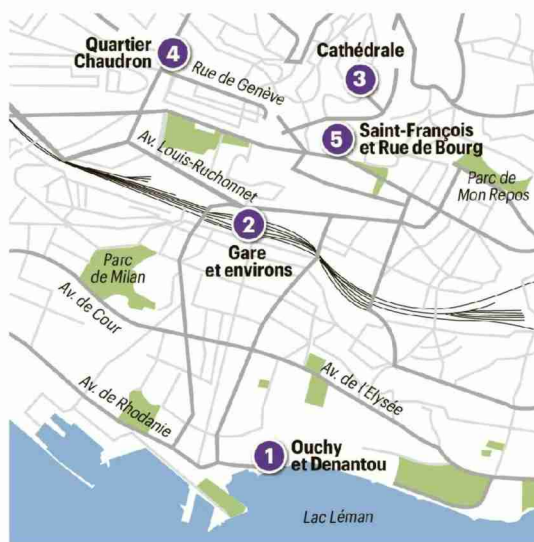 Quartier
Chaudron
4
Rue de Genève
Cathédrale
3
5
Saint-François
et Rue de Bourg
Av. Louis-Ruchonnet
Parc de
Mon Repos
2
Gare
et environs
Parc
de Milan
Av. de Cour
Av. de Rhodanie
Av. de l'Elysée
1
Ouchy
et Denantou
Lac Léman